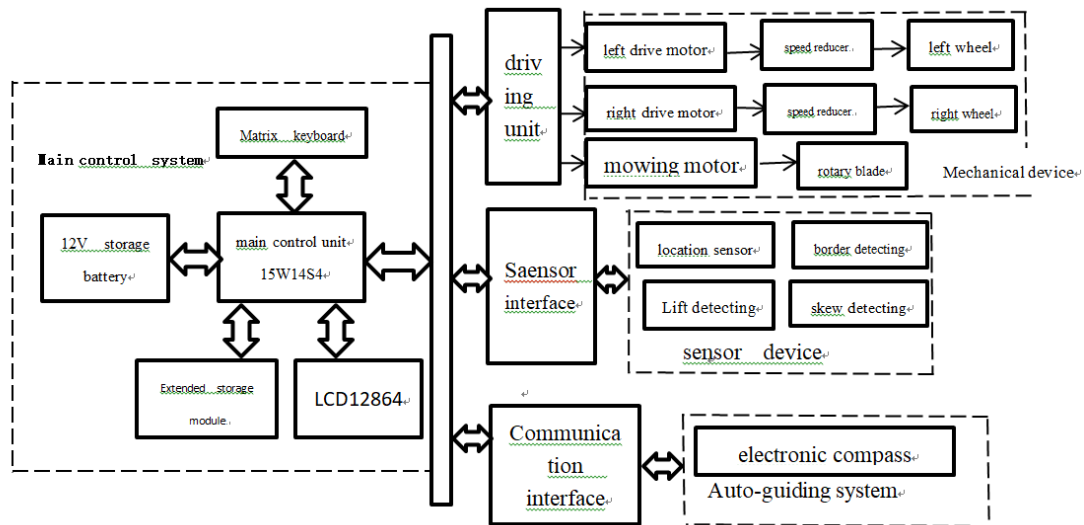 Main control system
Matrix keyboard
12V storage
battery
main control unit
15W14S4
Extended storage
module
LCD12864
driv
ing
unit
left drive motor
speed reducer
left wheel
right drive motor
speed reducer
right wheel
mowing motor
rotary blade
Mechanical device
Saensor
interface
location sensor
border detecting
Lift detecting
skew detecting
sensor device
Communica
tion
interface
electronic compass
Auto-guiding system